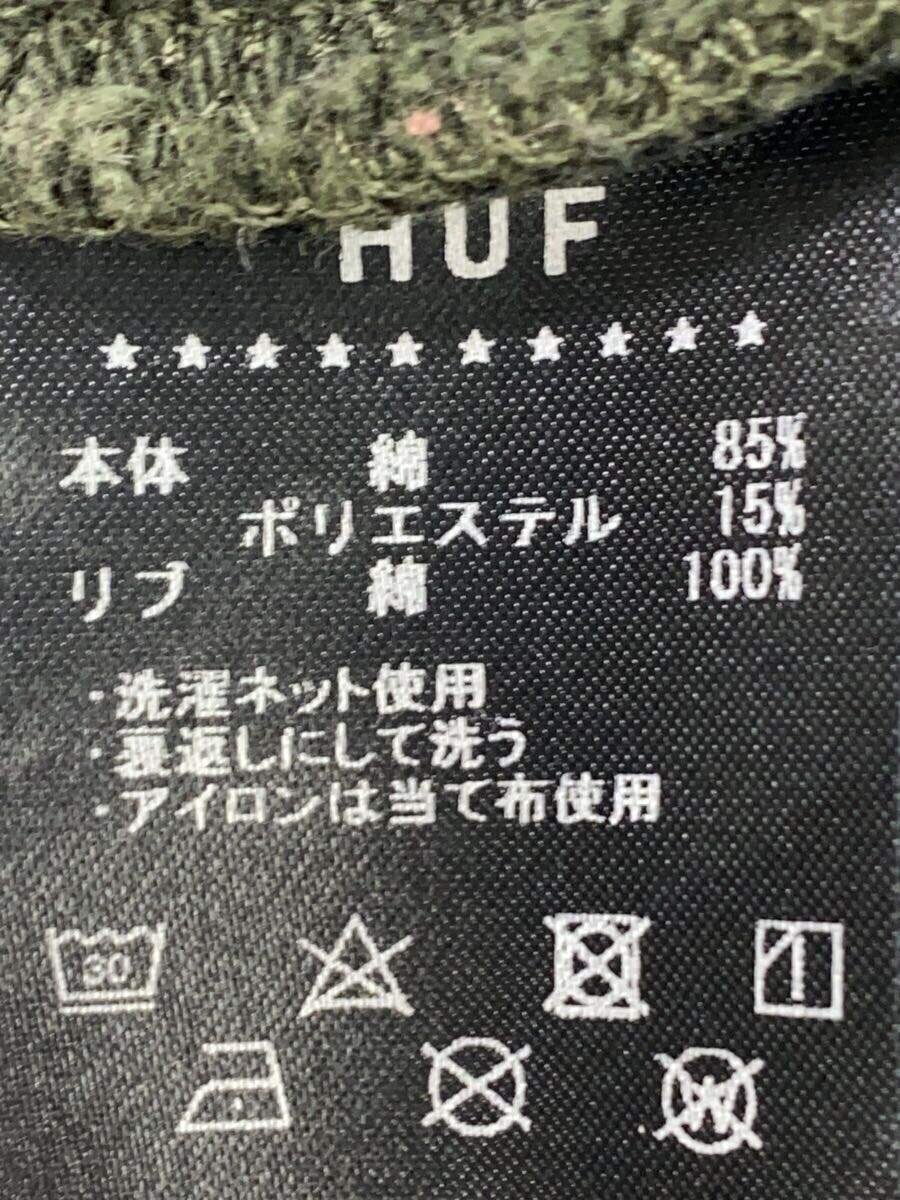 HUF
★★★★★★★★★★
本体 綿 85%
ポリエステル 15%
リブ 綿 100%
・洗濯ネット使用
・裏返しにして洗う
・アイロンは当て布使用
30
W